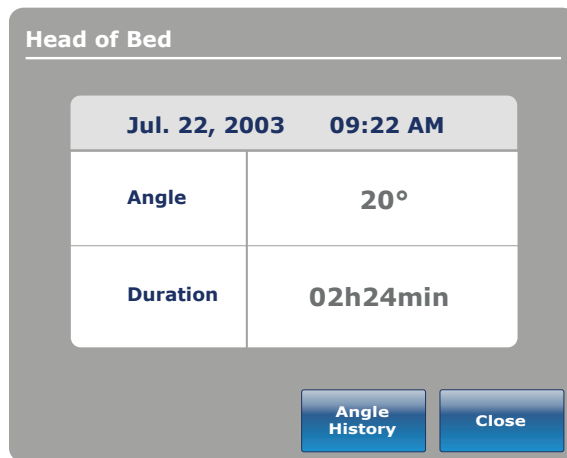 Head of Bed
Jul. 22, 2003 09:22 AM
Angle 20°
Duration 02h24min
Angle
History
Close